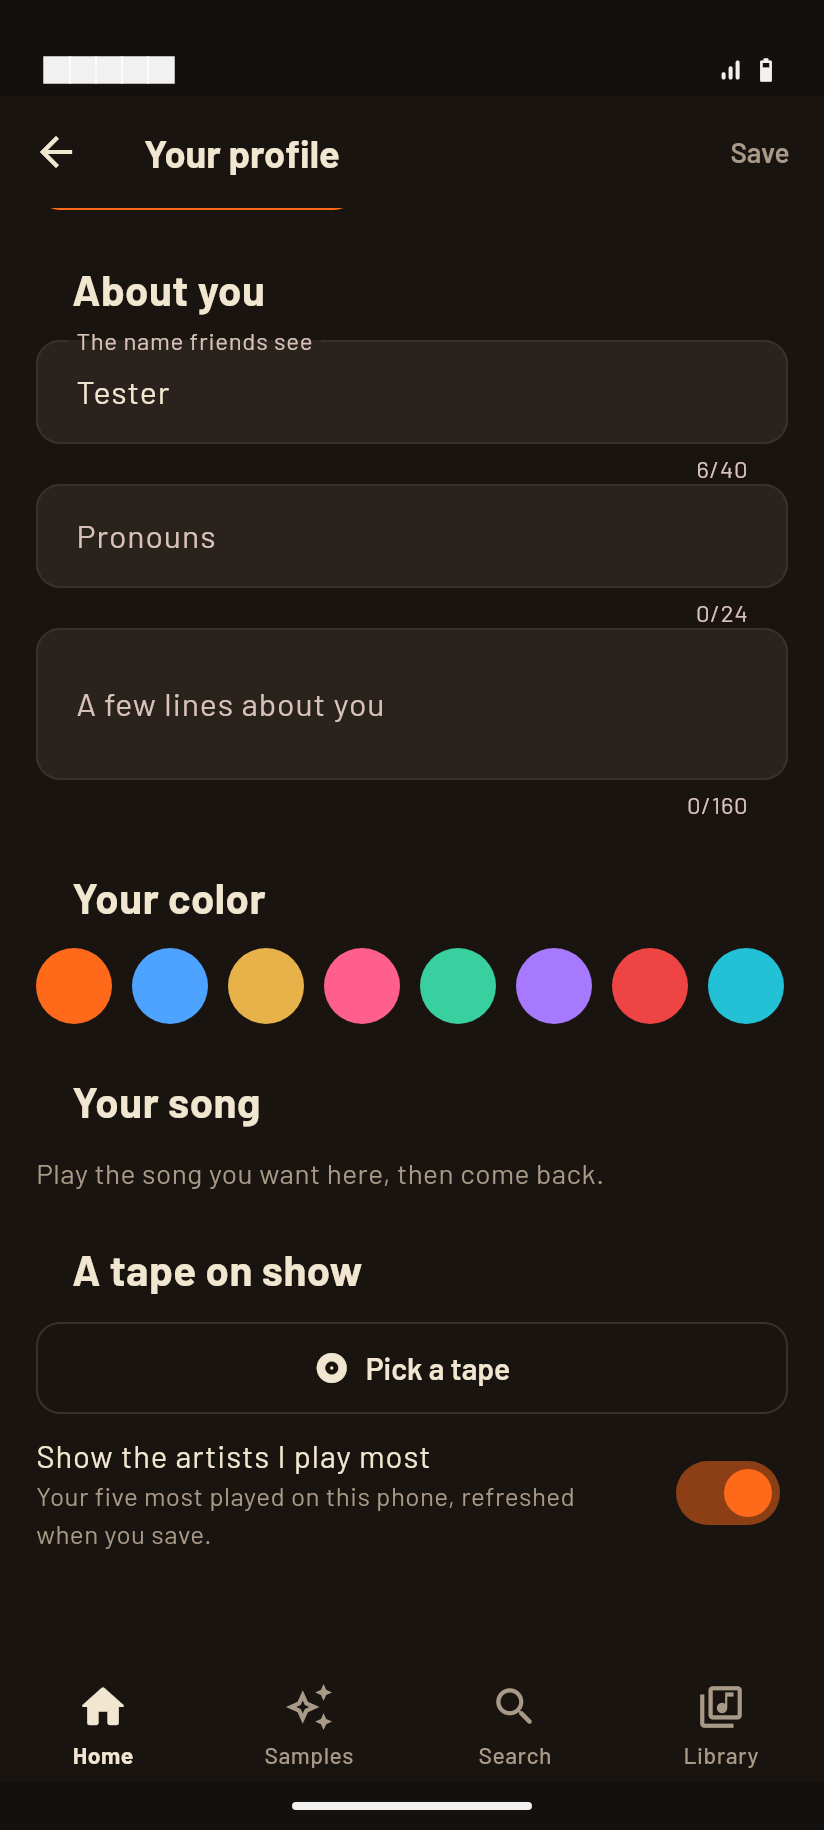 Your profile
Save
About you
The name friends see
Tester
6/40
Pronouns
0/24
A few lines about you
0/160
Your color
Your song
Play the song you want here, then come back.
A tape on show
Pick a tape
Show the artists I play most
Your five most played on this phone, refreshed
when you save.
Home
Samples
Search
Library